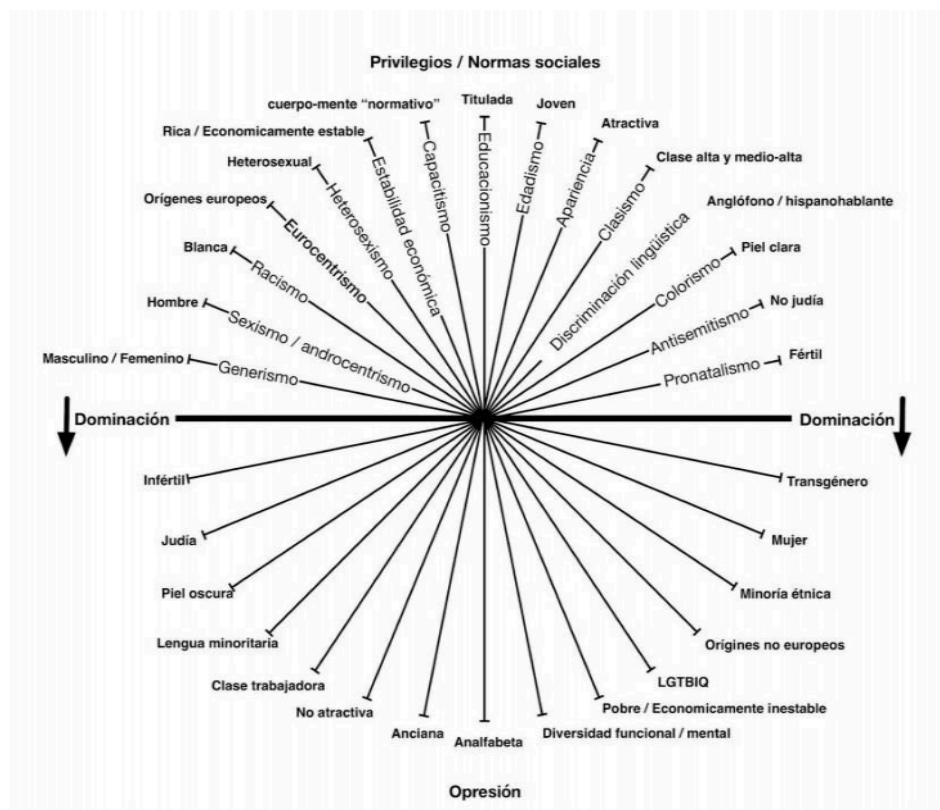 Privilegios / Normas sociales
cuerpo-mente “normativo”
Titulada
Joven
Rica / Economicamente estable
Atractiva
Heterosexual
Clase alta y medio-alta
Orígenes europeos
Anglófono / hispanohablante
Blanca
Piel clara
Hombre
No judía
Masculino / Femenino
Fértil
Generismo
Sexismo / androcentrismo
Racismo
Eurocentrismo
Heterosexismo
Estabilidad económica
Capacitismo
Educacionismo
Edadismo
Apariencia
Clasismo
Discriminación lingüística
Colorismo
Antisemitismo
Pronatalismo
Dominación
Dominación
Infértil
Transgénero
Judía
Mujer
Piel oscura
Minoría étnica
Lengua minoritaria
Orígines no europeos
Clase trabajadora
LGTBIQ
No atractiva
Pobre / Economicamente inestable
Anciana
Analfabeta
Diversidad funcional / mental
Opresión